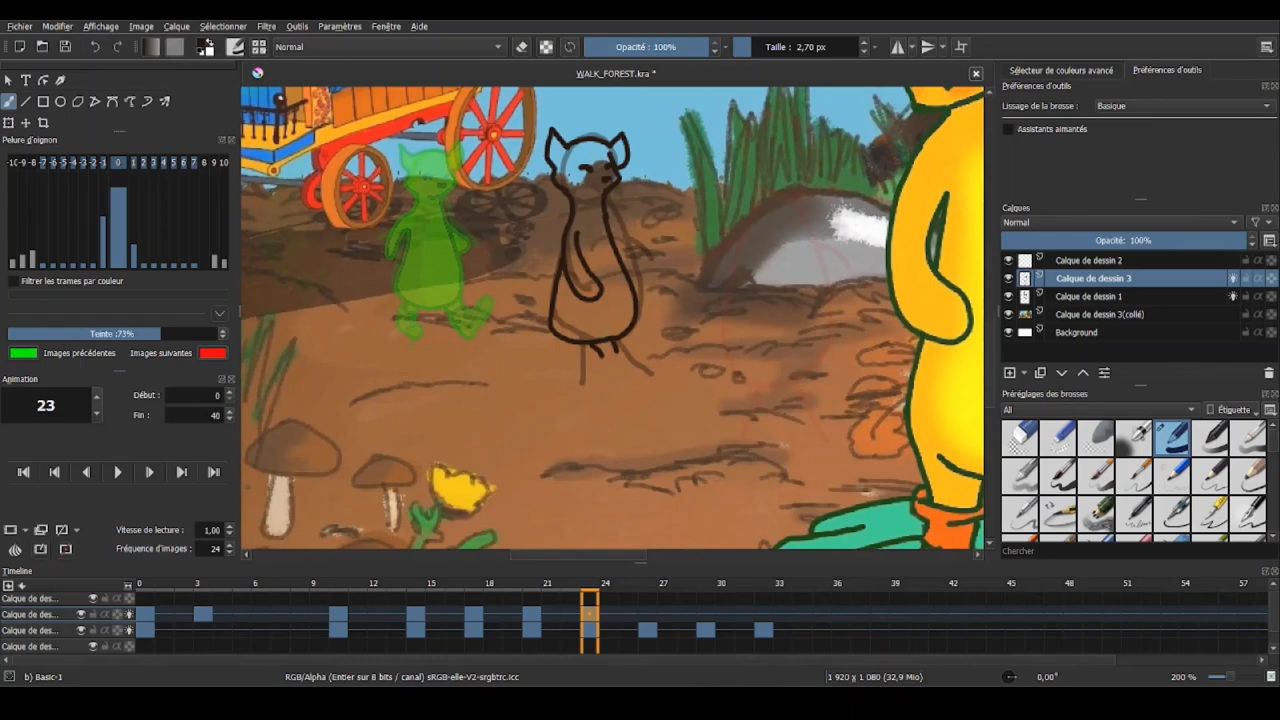 Fichier Modifier Affichage Image Calque Sélectionner Filtre Outils Paramètres Fenêtre Aide
Normal Opacité : 100% Taille : 2,70 px
WALK_FOREST.kra *
Pelure d'oignon
-10 -9 -8 -7 -6 -5 -4 -3 -2 -1 0 1 2 3 4 5 6 7 8 9 10
Filtrer les trames par couleur
Teinte :73%
Images précédentes Images suivantes
Animation
23
Début : 0
Fin : 40
Vitesse de lecture : 1,00
Fréquence d'images : 24
Sélecteur de couleurs avancé Préférences d'outils
Préférences d'outils
Lissage de la brosse : Basique
Assistants aimantés
Calques
Normal
Opacité: 100%
Calque de dessin 2
Calque de dessin 3
Calque de dessin 1
Calque de dessin 3(collé)
Background
Préréglages des brosses
All Étiquette
Chercher
Timeline
0 3 6 9 12 15 18 21 24 27 30 33 36 39 42 45 48 51 54 57
Calque de des...
Calque de des...
Calque de des...
Calque de des...
b) Basic-1 RGB/Alpha (Entier sur 8 bits / canal) sRGB-elle-V2-srgbtrc.icc 1 920 x 1 080 (32,9 Mio) 0,00° 200 %